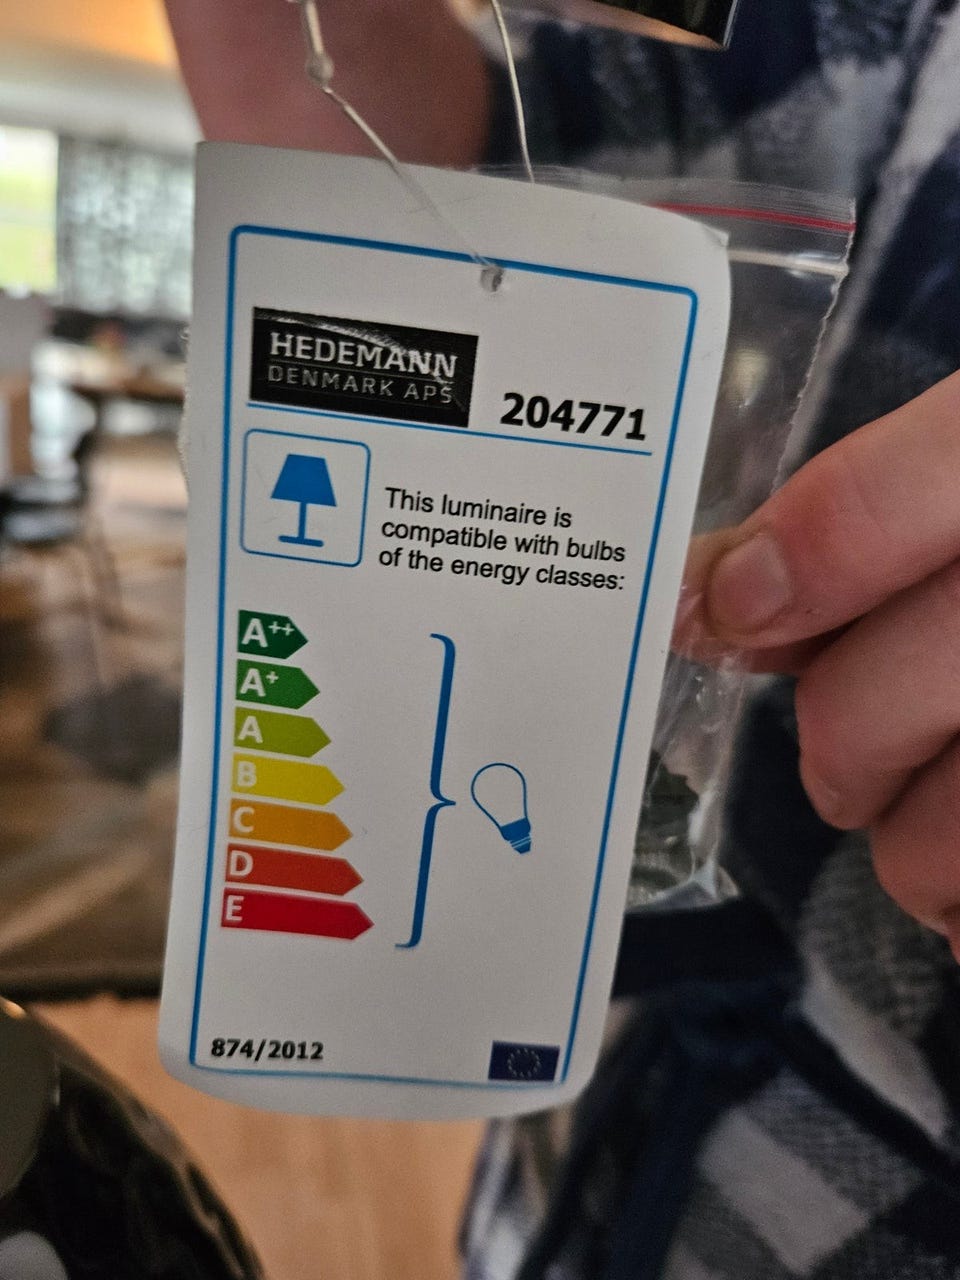 HEDEMANN
DENMARK APS
204771
This luminaire is
compatible with bulbs
of the energy classes:
A++
A+
A
B
C
D
E
874/2012